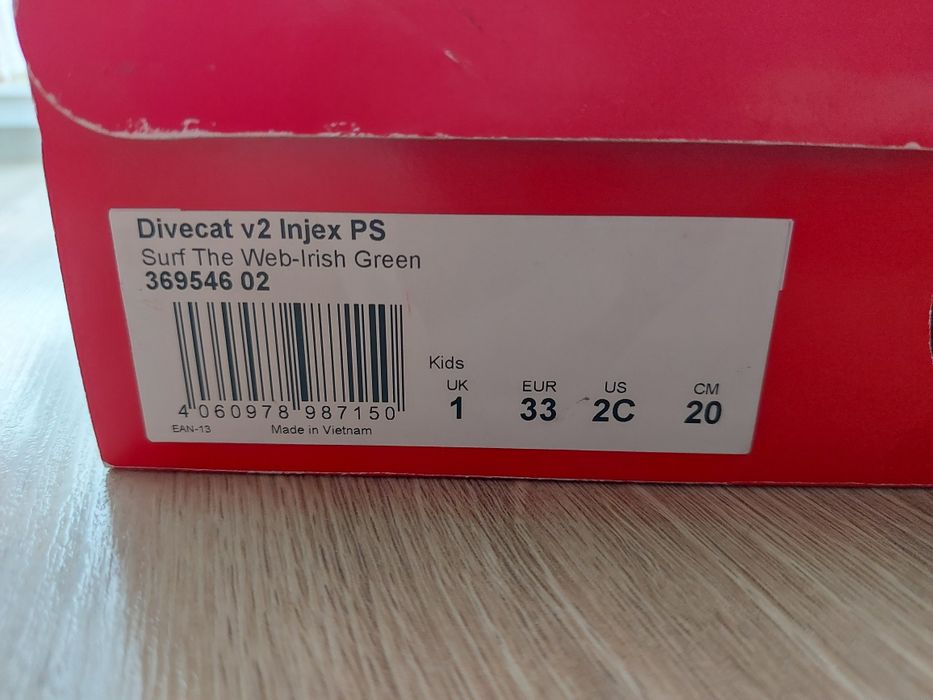 Divecat v2 Injex PS
Surf The Web-Irish Green
369546 02
4 060978 987150
EAN-13
Made in Vietnam
Kids
UK EUR US CM
1 33 2C 20